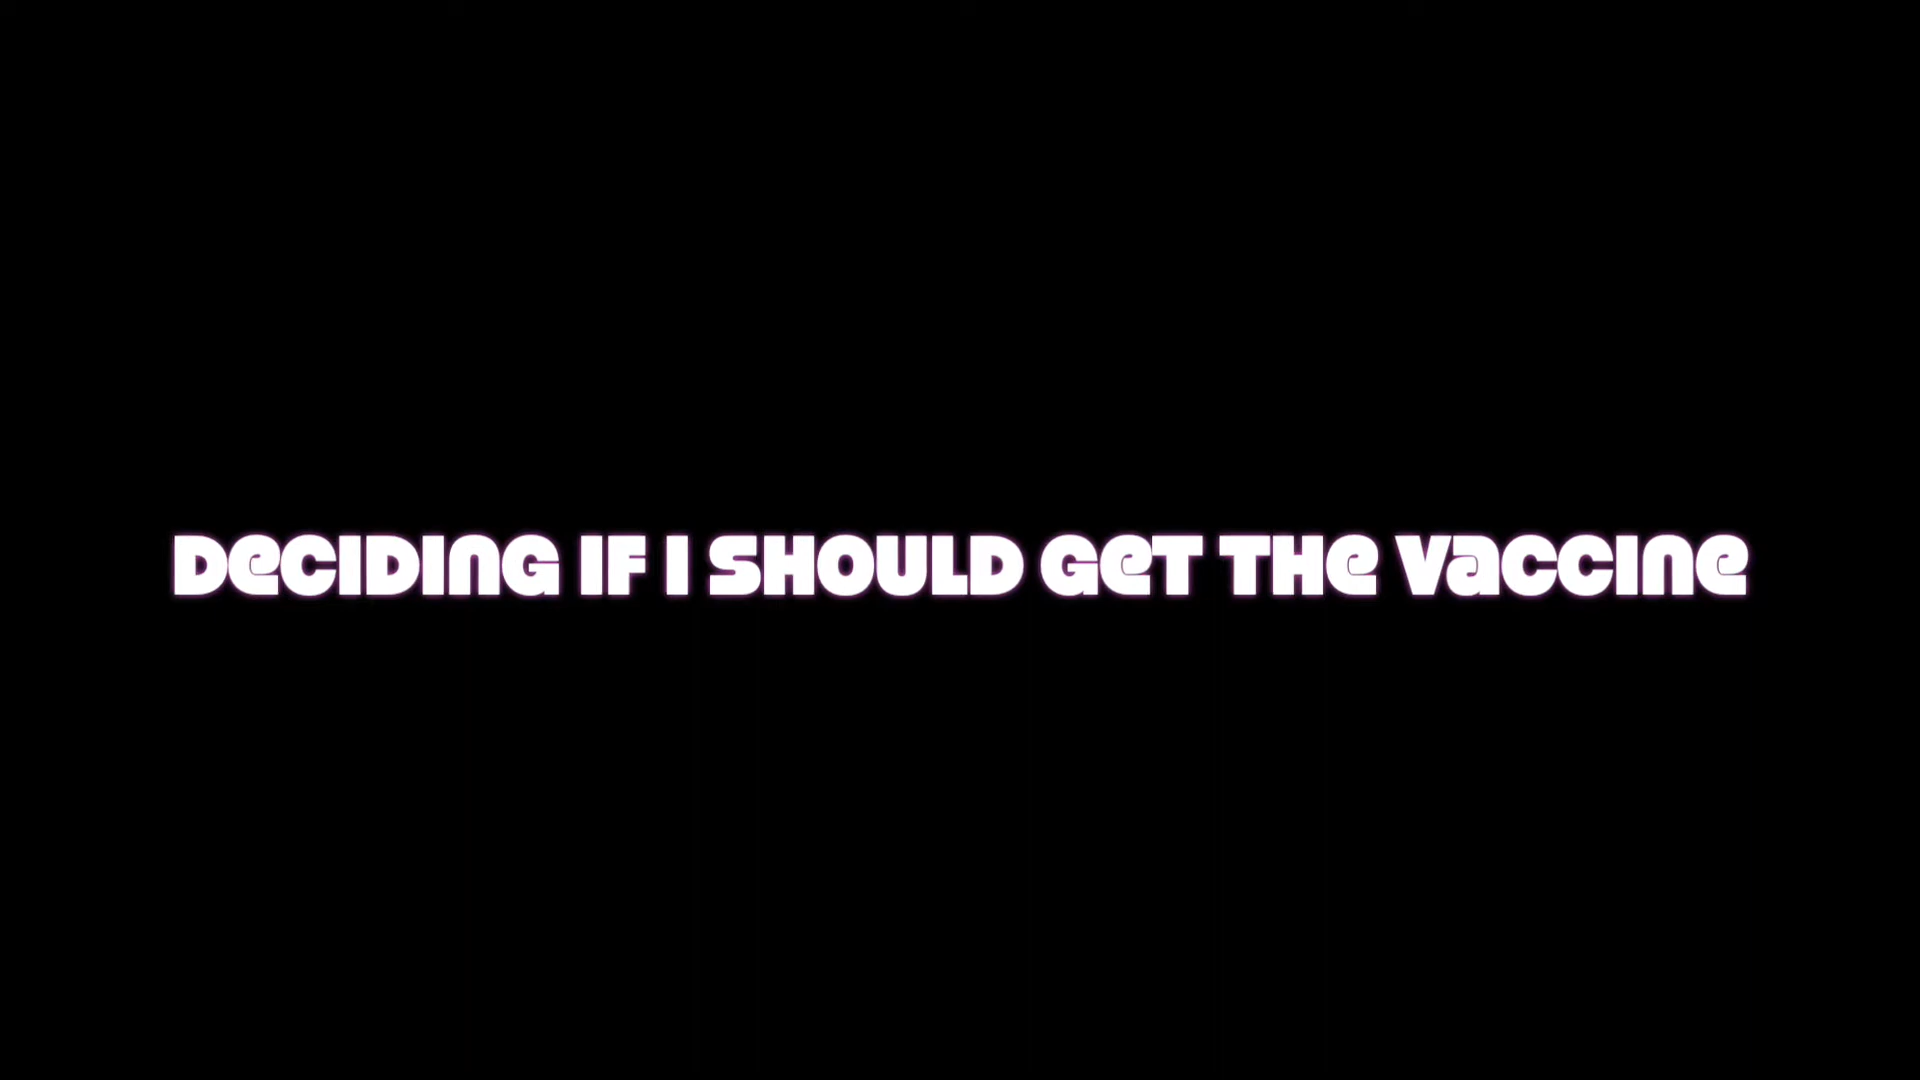 DeCIDING IF I SHOULD GeT THe VaCCINe